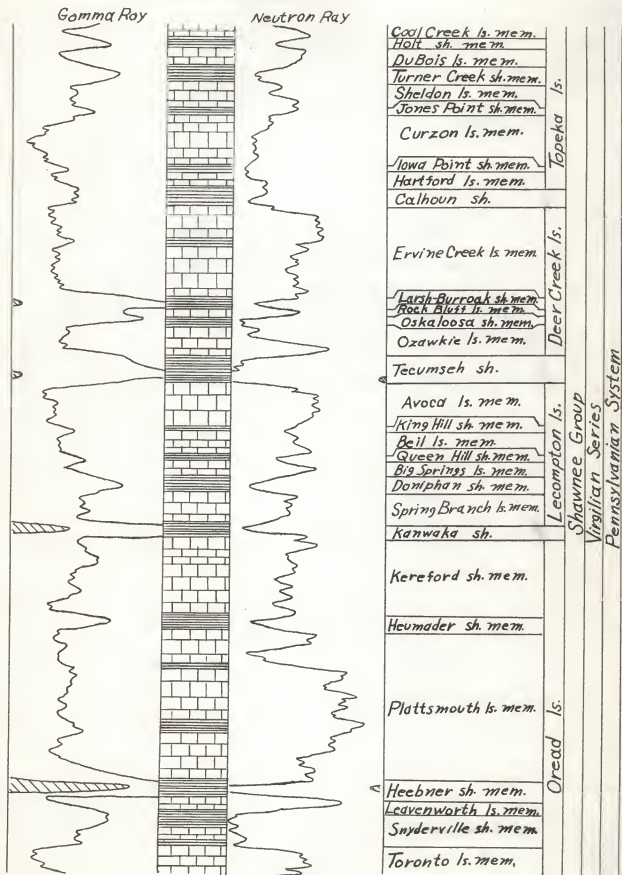 Gamma Ray
Neutron Ray
Coal Creek ls. mem.
Holt sh. mem.
DuBois ls. mem.
Turner Creek sh. mem.
Sheldon ls. mem.
Jones Point sh. mem.
Curzon ls. mem.
Iowa Point sh. mem.
Hartford ls. mem.
Calhoun sh.
Ervine Creek ls. mem.
Larsh-Burroak sh. mem.
Rock Bluff ls. mem.
Oskaloosa sh. mem.
Ozawkie ls. mem.
Tecumseh sh.
Avoca ls. mem.
King Hill sh. mem.
Beil ls. mem.
Queen Hill sh. mem.
Big Springs ls. mem.
Doniphan sh. mem.
Spring Branch ls. mem.
Kanwaka sh.
Kereford sh. mem.
Heumader sh. mem.
Plattsmouth ls. mem.
Heebner sh. mem.
Leavenworth ls. mem.
Snyderville sh. mem.
Toronto ls. mem.
Topeka ls.
Deer Creek ls.
Lecompton ls.
Oread ls.
Shawnee Group
Virgilian Series
Pennsylvanian System